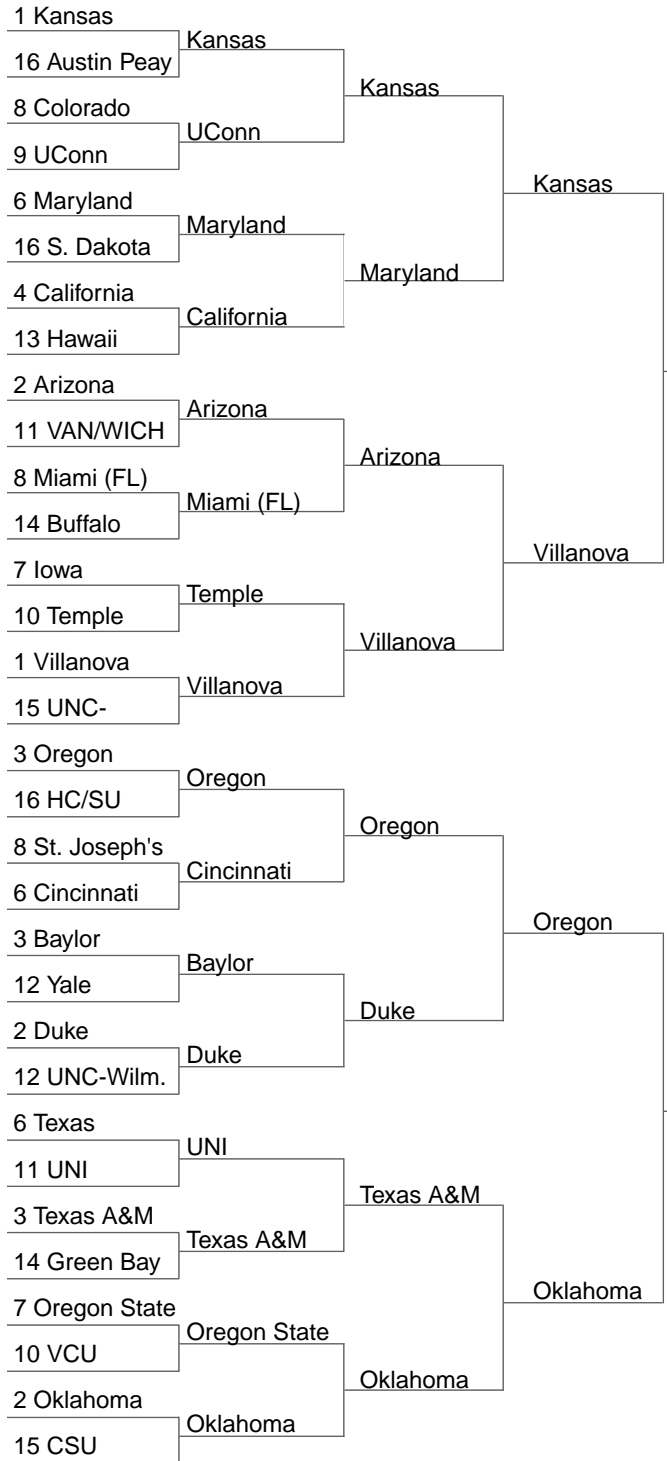 1 Kansas
16 Austin Peay
8 Colorado
9 UConn
6 Maryland
16 S. Dakota
4 California
13 Hawaii
2 Arizona
11 VAN/WICH
8 Miami (FL)
14 Buffalo
7 Iowa
10 Temple
1 Villanova
15 UNC-
3 Oregon
16 HC/SU
8 St. Joseph's
6 Cincinnati
3 Baylor
12 Yale
2 Duke
12 UNC-Wilm.
6 Texas
11 UNI
3 Texas A&M
14 Green Bay
7 Oregon State
10 VCU
2 Oklahoma
15 CSU
Kansas
UConn
Maryland
California
Arizona
Miami (FL)
Temple
Villanova
Oregon
Cincinnati
Baylor
Duke
UNI
Texas A&M
Oregon State
Oklahoma
Kansas
Maryland
Arizona
Villanova
Oregon
Duke
Texas A&M
Oklahoma
Kansas
Villanova
Oregon
Oklahoma